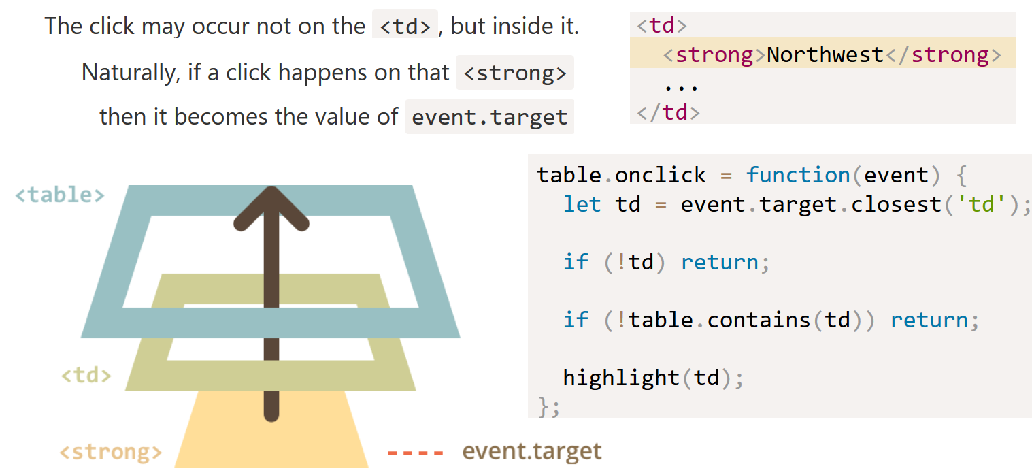 The click may occur not on the <td>, but inside it.
Naturally, if a click happens on that <strong>
then it becomes the value of event.target
<td>
<strong>Northwest</strong>
...
</td>
<table>
<td>
<strong>
event.target
table.onclick = function(event) {
let td = event.target.closest('td');
if (!td) return;
if (!table.contains(td)) return;
highlight(td);
};